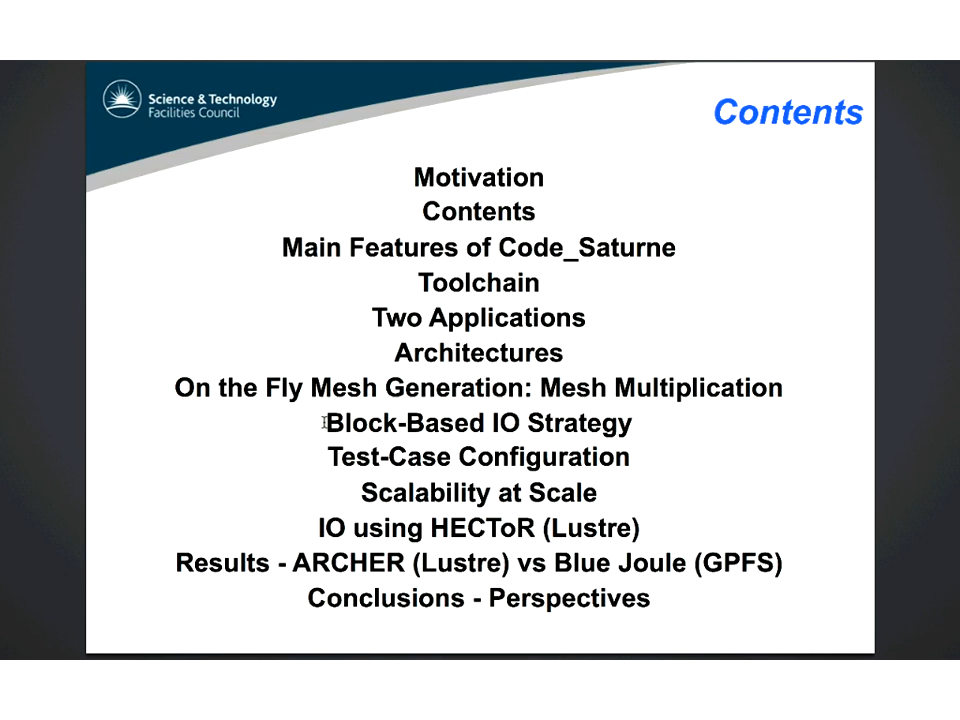 Science & Technology
Facilities Council
Contents
Motivation
Contents
Main Features of Code_Saturne
Toolchain
Two Applications
Architectures
On the Fly Mesh Generation: Mesh Multiplication
Block-Based IO Strategy
Test-Case Configuration
Scalability at Scale
IO using HECToR (Lustre)
Results - ARCHER (Lustre) vs Blue Joule (GPFS)
Conclusions - Perspectives